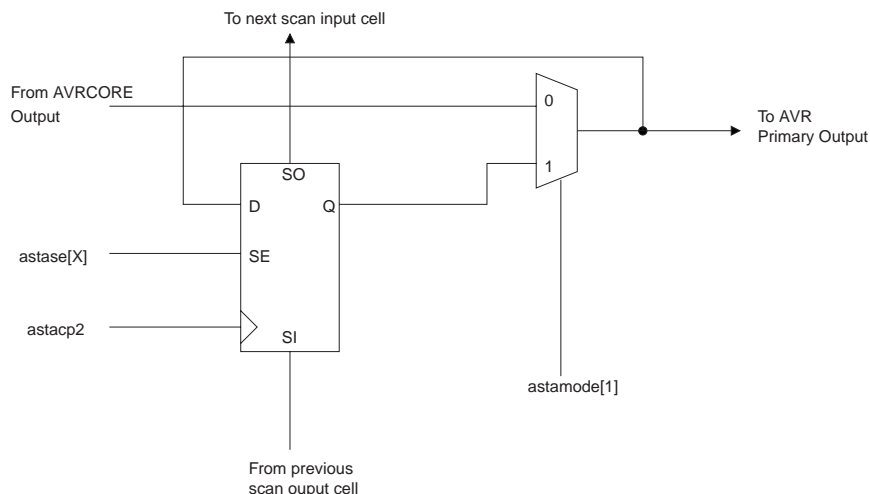 To next scan input cell
From AVRCORE
Output
0
To AVR
Primary Output
1
SO
D
Q
astase[X]
SE
astacp2
SI
astamode[1]
From previous
scan ouput cell